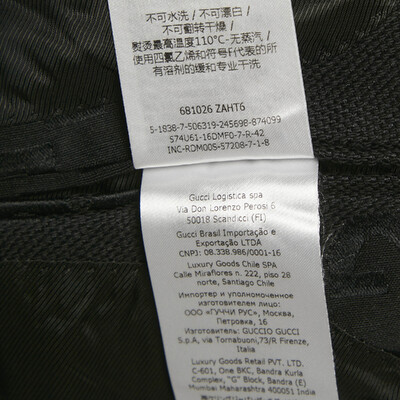 不可水洗 / 不可漂白 /
不可翻转干燥 /
熨烫最高温度110°C-无蒸汽 /
使用四氯乙烯和符号F代表的所
有溶剂的缓和专业干洗
681026 ZAHT6
5-1838-7-506319-245698-874099
S74U61-16DMF0-7-R-42
INC-RDM005-57208-7-1-8
Gucci Logistica spa
Via Don Lorenzo Perosi 6
50018 Scandicci (FI)
Gucci Brasil Importação e
Exportação LTDA
CNPJ: 08.338.986/0001-16
Luxury Goods Chile SPA
Calle Miraflores n. 222, piso 28
norte, Santiago Chile
Импортер и уполномоченное
изготовителем лицо:
ООО «ГУЧЧИ РУС», Москва,
Петровка, 16
Изготовитель: GUCCIO GUCCI
S.p.A, via Tornabuoni,73/R Firenze,
Italia
Luxury Goods Retail PVT. LTD.
C-601, One BKC, Bandra Kurla
Complex, "G" Block, Bandra (E)
Mumbai Maharashtra 400051 India